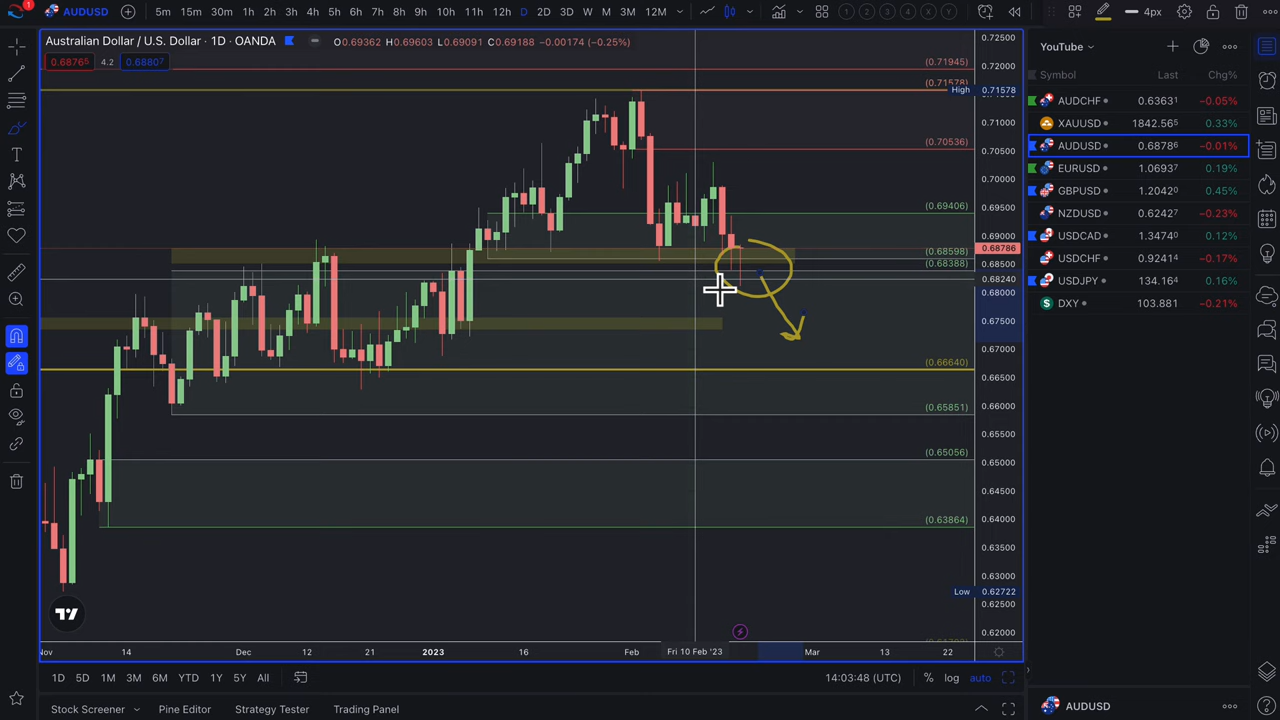 1
AUDUSD 5m 15m 30m 1h 2h 3h 4h 5h 6h 7h 8h 9h 10h 11h 12h D 2D 3D W M 3M 6M 12M
1 2 3 4 X Y
4px
Australian Dollar / U.S. Dollar · 1D · OANDA O0.69362 H0.69603 L0.69091 C0.69188 −0.00174 (−0.25%)
0.68765 4.2 0.68807
(0.71945)
(0.71578)
High 0.71578
(0.70536)
(0.69406)
(0.68598)
(0.68388)
(0.66640)
(0.65851)
(0.65056)
(0.63864)
Low 0.62722
0.72500
0.72000
0.71000
0.70500
0.70000
0.69500
0.69000
0.68786
0.68500
0.68240
0.68000
0.67500
0.67000
0.66500
0.66000
0.65500
0.65000
0.64500
0.64000
0.63500
0.63000
0.62500
0.62000
Nov 14 Dec 12 21 2023 16 Feb Fri 10 Feb '23 Mar 13 22
1D 5D 1M 3M 6M YTD 1Y 5Y All 14:03:48 (UTC) % log auto
Stock Screener Pine Editor Strategy Tester Trading Panel
YouTube
Symbol Last Chg%
AUDCHF 0.63631 −0.05%
XAUUSD 1842.565 0.33%
AUDUSD 0.68786 −0.01%
EURUSD 1.06937 0.19%
GBPUSD 1.20420 0.45%
NZDUSD 0.62427 −0.23%
USDCAD 1.34740 0.12%
USDCHF 0.92414 −0.17%
USDJPY 134.164 0.16%
DXY 103.881 −0.21%
AUDUSD